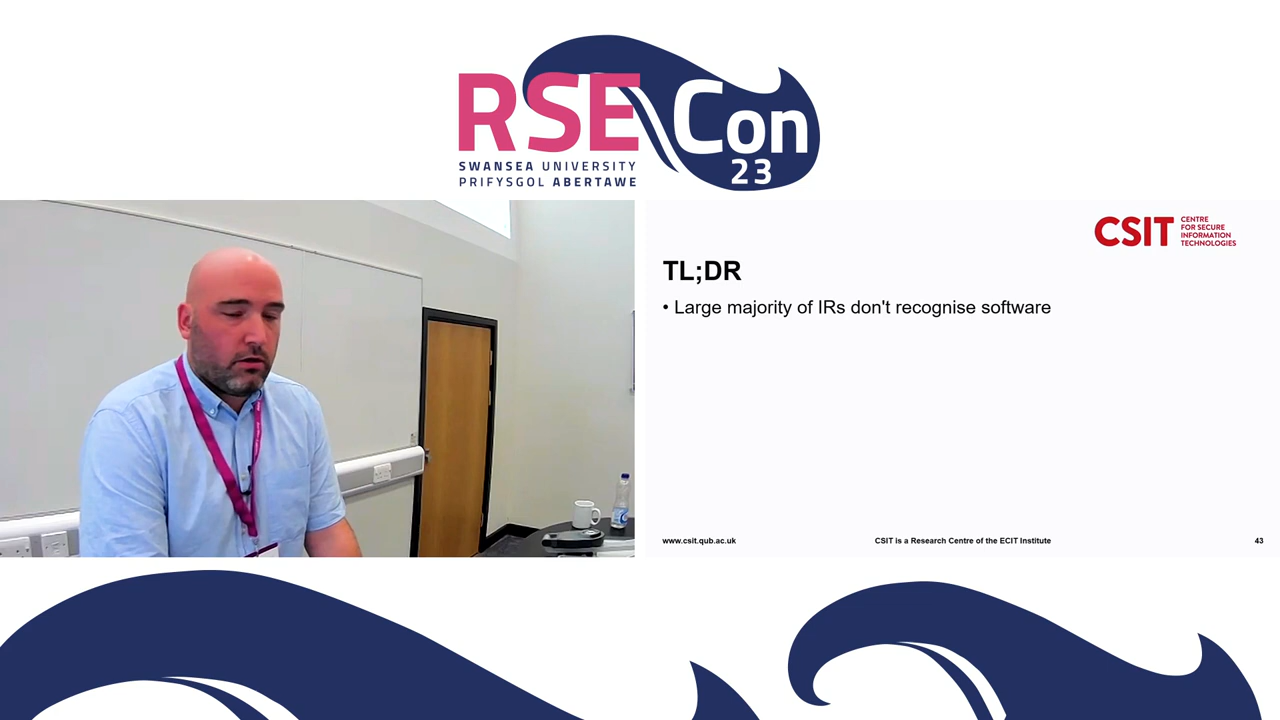 RSE Con
23
SWANSEA UNIVERSITY
PRIFYSGOL ABERTAWE
CSIT CENTRE
FOR SECURE
INFORMATION
TECHNOLOGIES
TL;DR
• Large majority of IRs don't recognise software
www.csit.qub.ac.uk CSIT is a Research Centre of the ECIT Institute 43